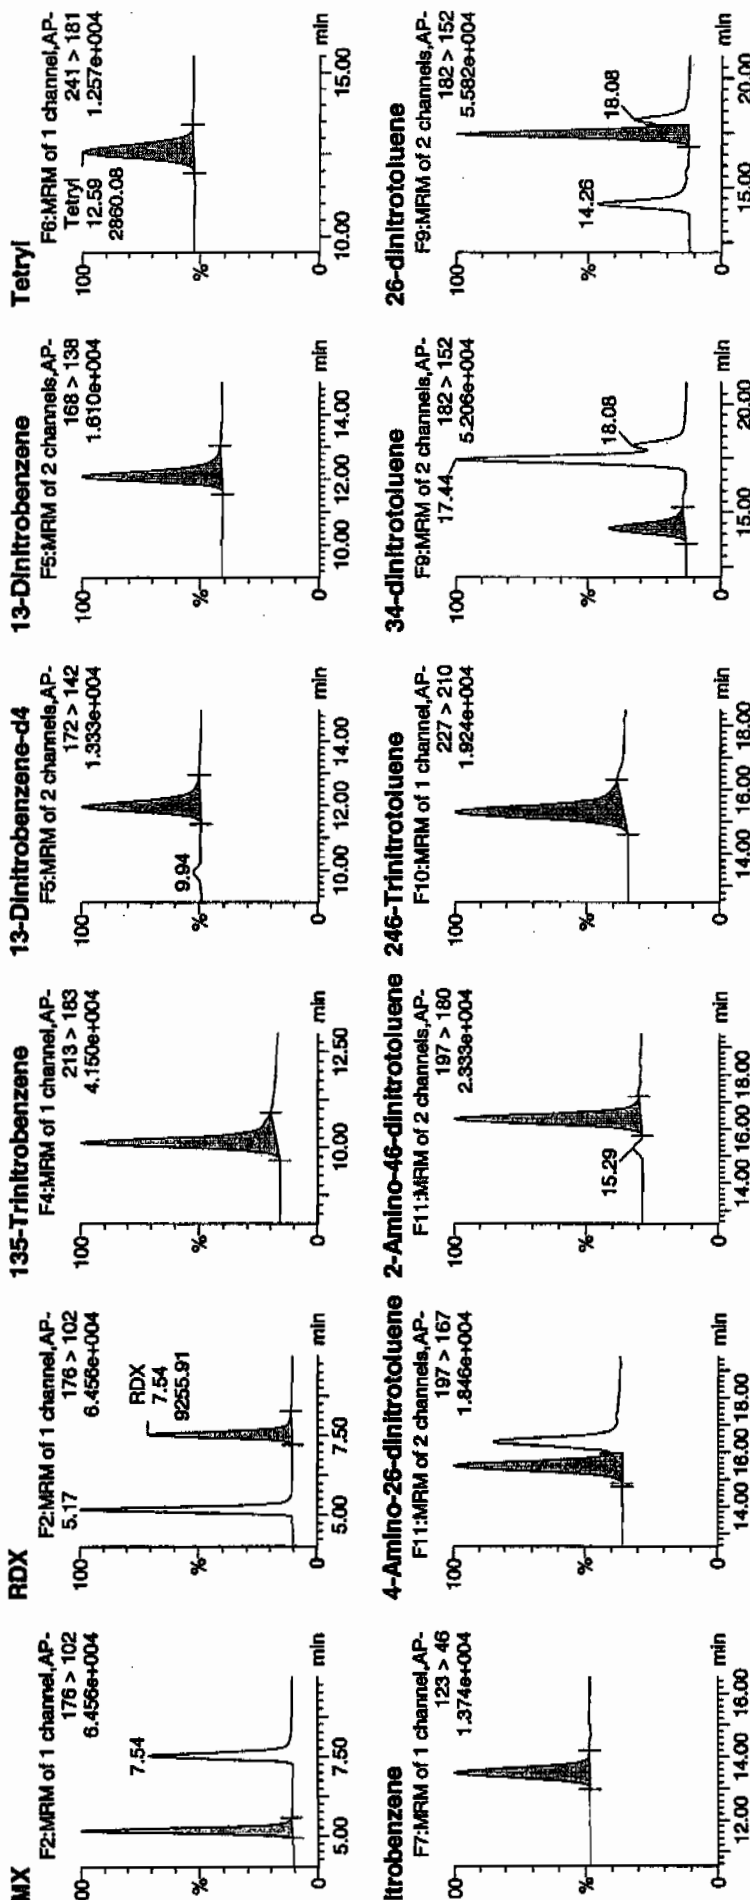 MX
F2:MRM of 1 channel,AP-
176 > 102
6.456e+004
7.54
00
%
0
5.00 7.50
min
RDX
F2:MRM of 1 channel,AP-
176 > 102
6.456e+004
5.17
RDX
7.54
9255.91
100
%
0
5.00 7.50
min
135-Trinitrobenzene
F4:MRM of 1 channel,AP-
213 > 183
4.150e+004
100
%
0
10.00 12.50
min
13-Dinitrobenzene-d4
F5:MRM of 2 channels,AP-
172 > 142
1.333e+004
9.94
100
%
0
10.00 12.00 14.00
min
13-Dinitrobenzene
F5:MRM of 2 channels,AP-
168 > 138
1.610e+004
100
%
0
10.00 12.00 14.00
min
Tetryl
F6:MRM of 1 channel,AP-
241 > 181
1.257e+004
Tetryl
12.59
2860.08
100
%
0
10.00 15.00
min
itrobenzene
F7:MRM of 1 channel,AP-
123 > 46
1.374e+004
00
%
0
12.00 14.00 16.00
min
4-Amino-26-dinitrotoluene
F11:MRM of 2 channels,AP-
197 > 167
1.846e+004
100
%
0
14.00 16.00 18.00
min
2-Amino-46-dinitrotoluene
F11:MRM of 2 channels,AP-
197 > 180
2.333e+004
15.29
100
%
0
14.00 16.00 18.00
min
246-Trinitrotoluene
F10:MRM of 1 channel,AP-
227 > 210
1.924e+004
100
%
0
14.00 16.00 18.00
min
34-dinitrotoluene
F9:MRM of 2 channels,AP-
182 > 152
5.206e+004
17.44
18.08
100
%
0
15.00 20.00
min
26-dinitrotoluene
F9:MRM of 2 channels,AP-
182 > 152
5.582e+004
14.26
18.08
100
%
0
15.00 20.00
min